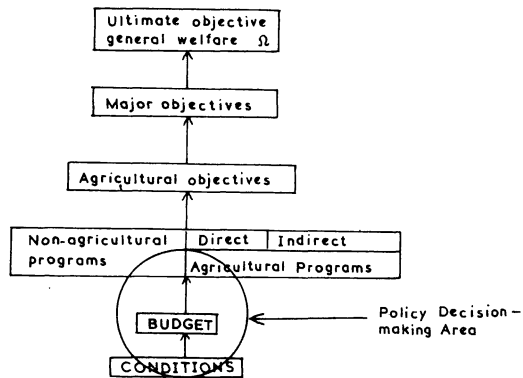 Ultimate objective
general welfare Ω
Major objectives
Agricultural objectives
Non-agricultural
programs
Direct
Indirect
Agricultural Programs
BUDGET
CONDITIONS
Policy Decision-
making Area